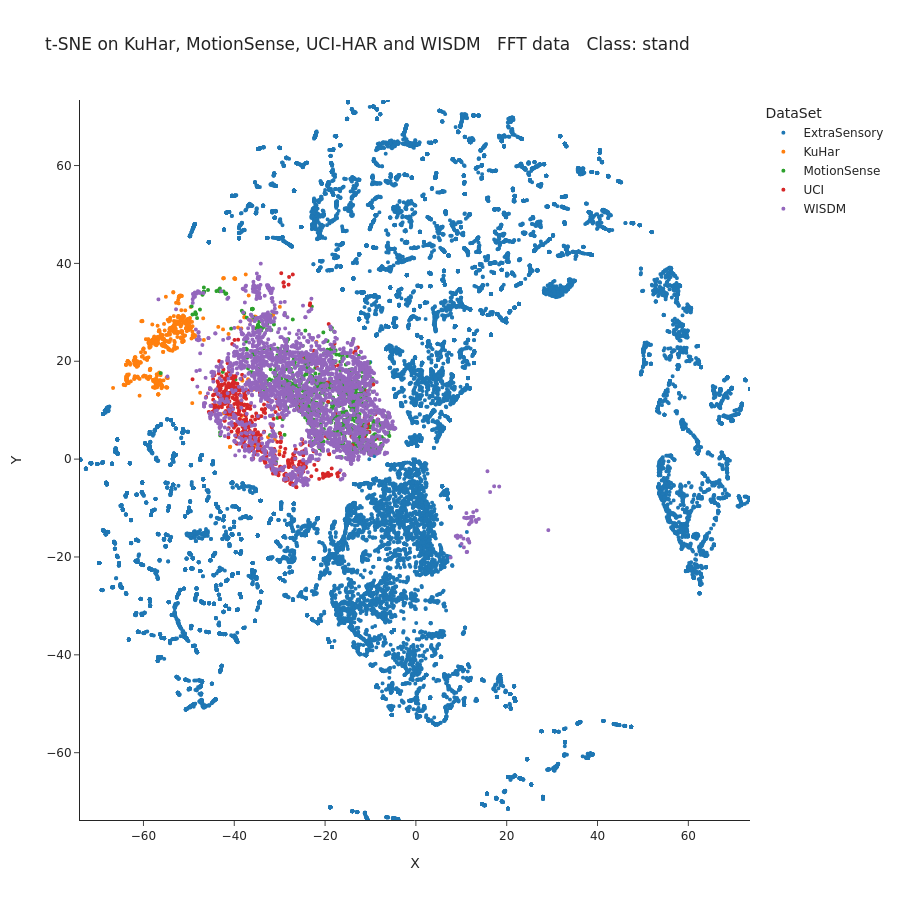 t-SNE on KuHar, MotionSense, UCI-HAR and WISDM   FFT data   Class: stand
DataSet
ExtraSensory
KuHar
MotionSense
UCI
WISDM
60
40
20
0
−20
−40
−60
Y
−60
−40
−20
0
20
40
60
X